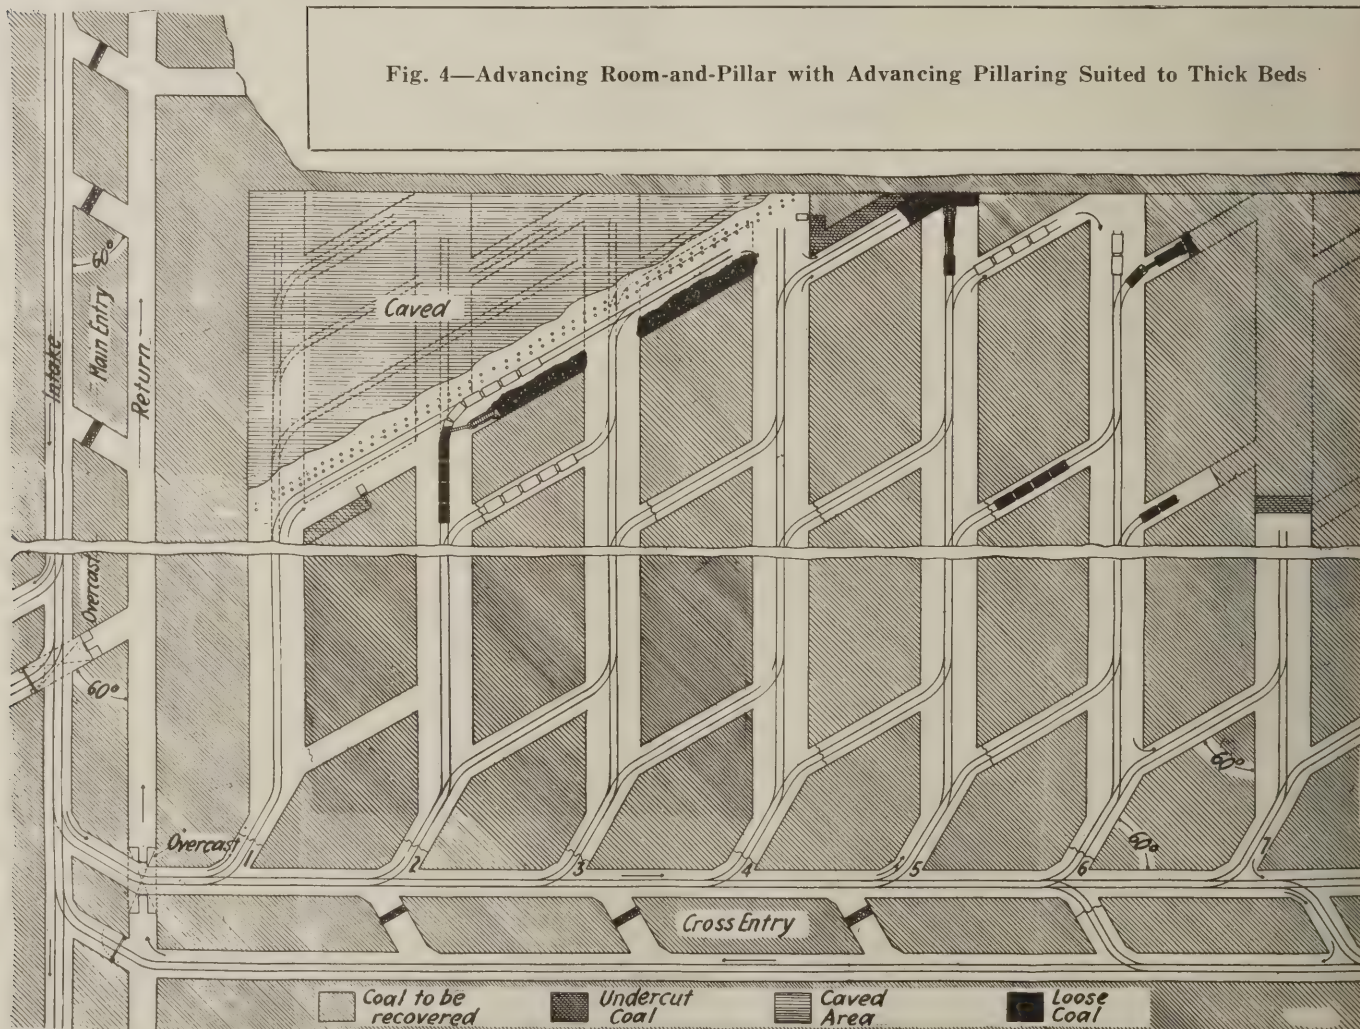 Fig. 4—Advancing Room-and-Pillar with Advancing Pillaring Suited to Thick Beds
60°
Main Entry
Intake
Return
Caved
Overcast
60°
Overcast
60°
60°
1
2
3
4
5
6
7
Cross Entry
Coal to be
recovered
Undercut
Coal
Caved
Area
Loose
Coal